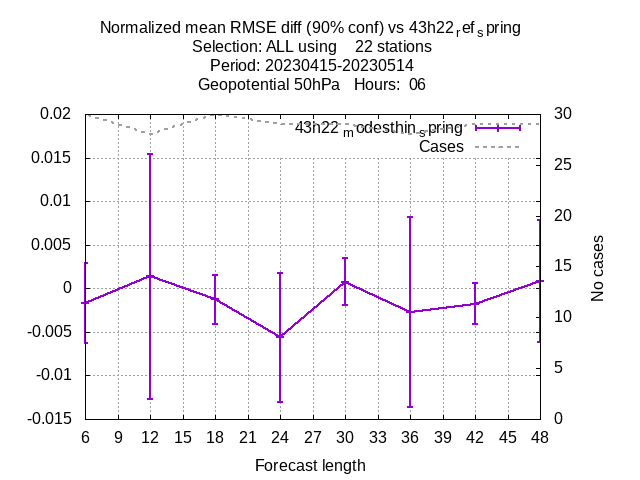 Normalized mean RMSE diff (90% conf) vs 43h22refspring
Selection: ALL using 22 stations
Period: 20230415-20230514
Geopotential 50hPa Hours: 06
43h22modesthinspring
Cases
0.02
0.015
0.01
0.005
0
-0.005
-0.01
-0.015
30
25
20
15
10
5
0
No cases
6 9 12 15 18 21 24 27 30 33 36 39 42 45 48
Forecast length